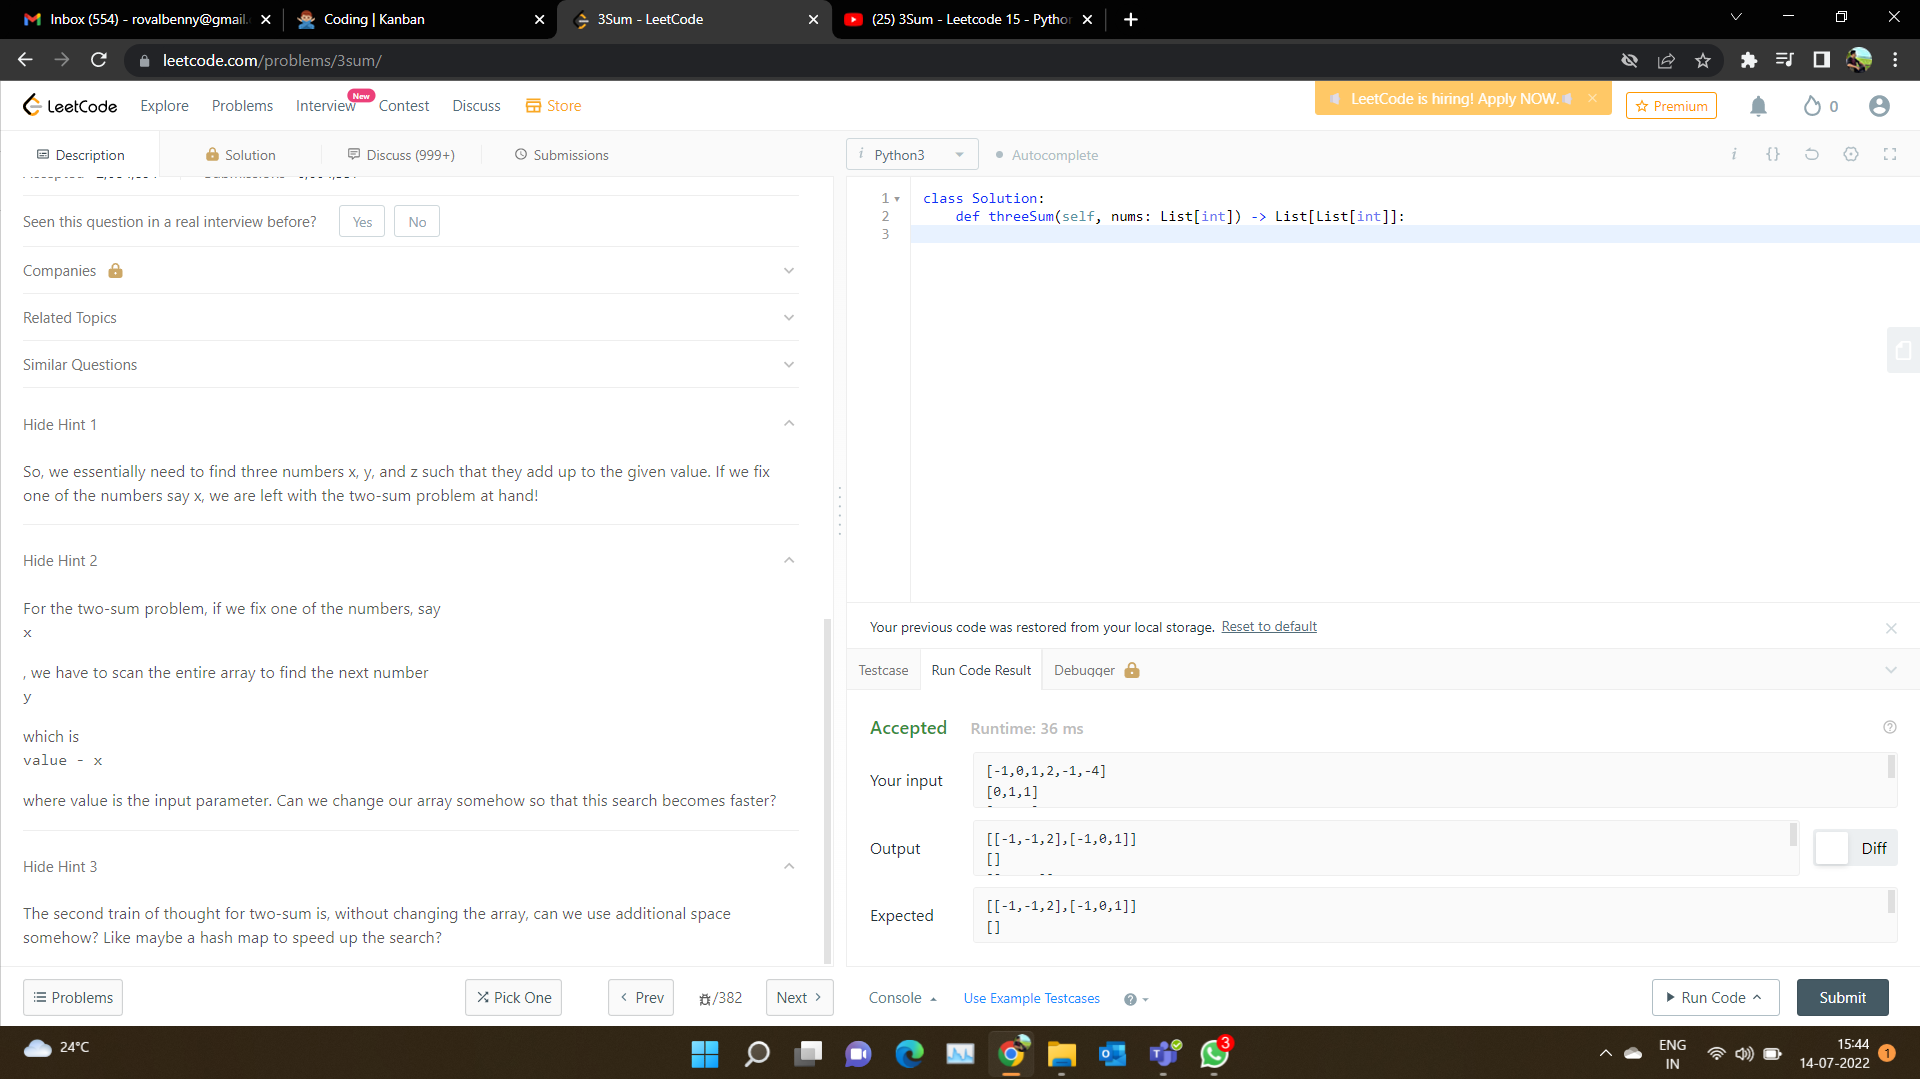 Inbox (554) - rovalbenny@gmail.
Coding | Kanban
3Sum - LeetCode
(25) 3Sum - Leetcode 15 - Pytho
leetcode.com/problems/3sum/
LeetCode
Explore
Problems
Interview
New
Contest
Discuss
Store
LeetCode is hiring! Apply NOW.
Premium
0
Description
Solution
Discuss (999+)
Submissions
Python3
Autocomplete
Seen this question in a real interview before?
Yes
No
Companies
Related Topics
Similar Questions
Hide Hint 1
So, we essentially need to find three numbers x, y, and z such that they add up to the given value. If we fix
one of the numbers say x, we are left with the two-sum problem at hand!
Hide Hint 2
For the two-sum problem, if we fix one of the numbers, say
x
, we have to scan the entire array to find the next number
y
which is
value - x
where value is the input parameter. Can we change our array somehow so that this search becomes faster?
Hide Hint 3
The second train of thought for two-sum is, without changing the array, can we use additional space
somehow? Like maybe a hash map to speed up the search?
1 class Solution:
2 def threeSum(self, nums: List[int]) -> List[List[int]]:
3
Your previous code was restored from your local storage. Reset to default
Testcase
Run Code Result
Debugger
Accepted
Runtime: 36 ms
Your input
[-1,0,1,2,-1,-4]
[0,1,1]
Output
[[-1,-1,2],[-1,0,1]]
[]
Diff
Expected
[[-1,-1,2],[-1,0,1]]
[]
Problems
Pick One
Prev
/382
Next
Console
Use Example Testcases
Run Code
Submit
24°C
3
ENG
IN
15:44
14-07-2022
1